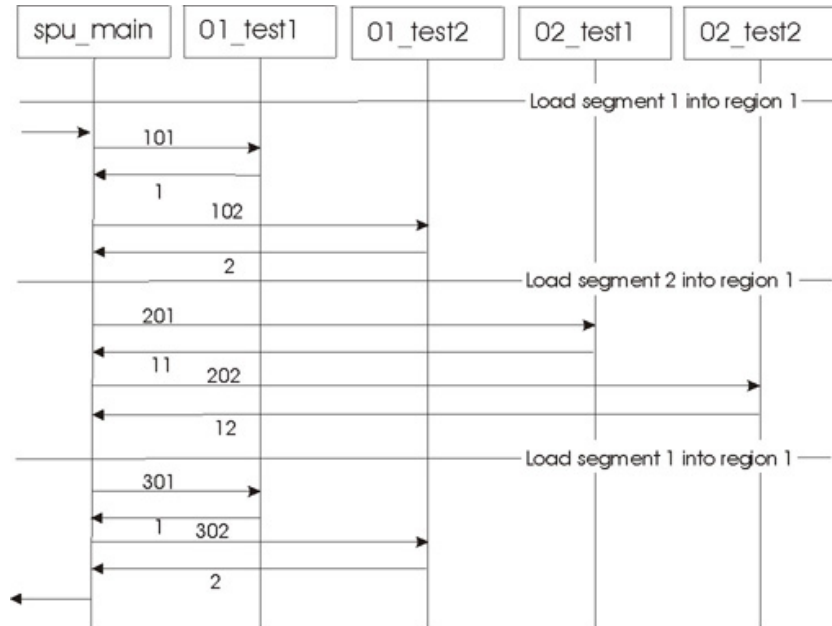 spu_main
01_test1
01_test2
02_test1
02_test2
Load segment 1 into region 1
101
1
102
2
Load segment 2 into region 1
201
11
202
12
Load segment 1 into region 1
301
1
302
2